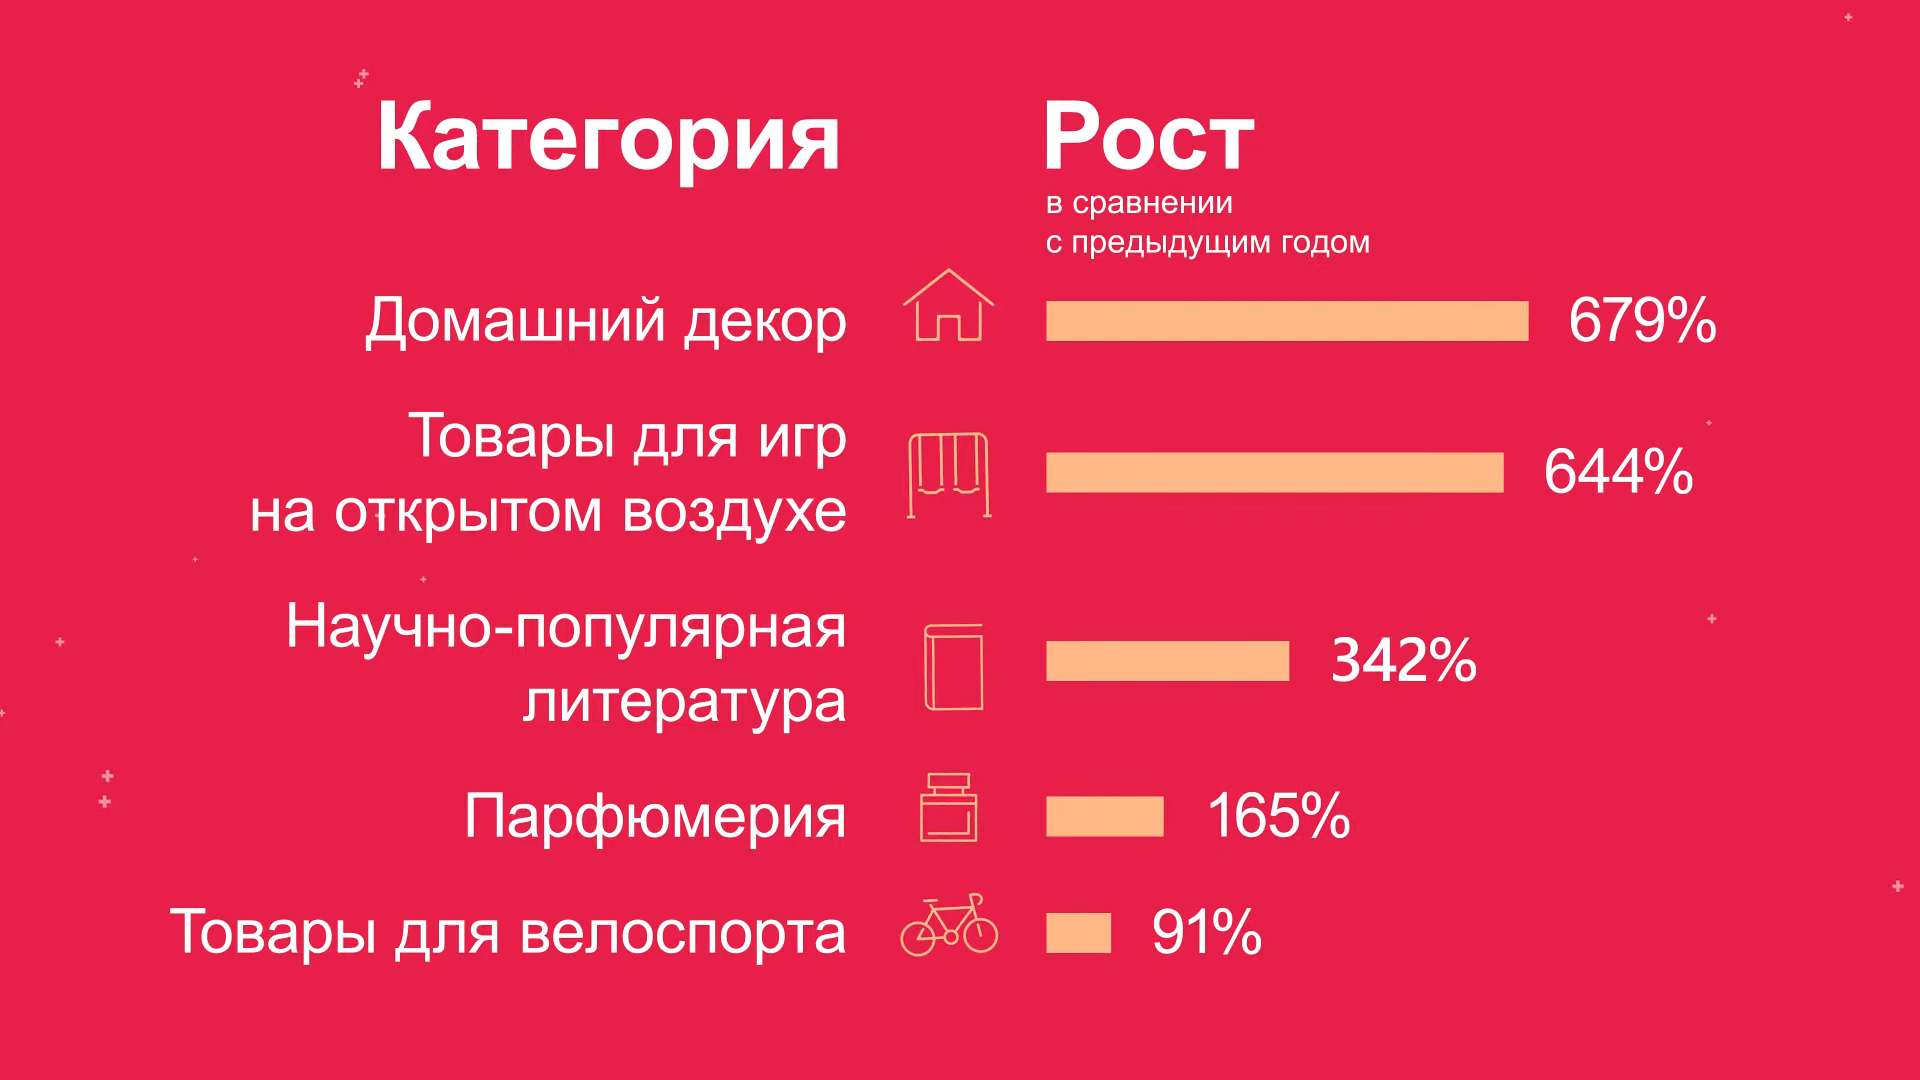 Категория
Рост
в сравнении
с предыдущим годом
Домашний декор
679%
Товары для игр
на открытом воздухе
644%
Научно-популярная
литература
342%
Парфюмерия
165%
Товары для велоспорта
91%